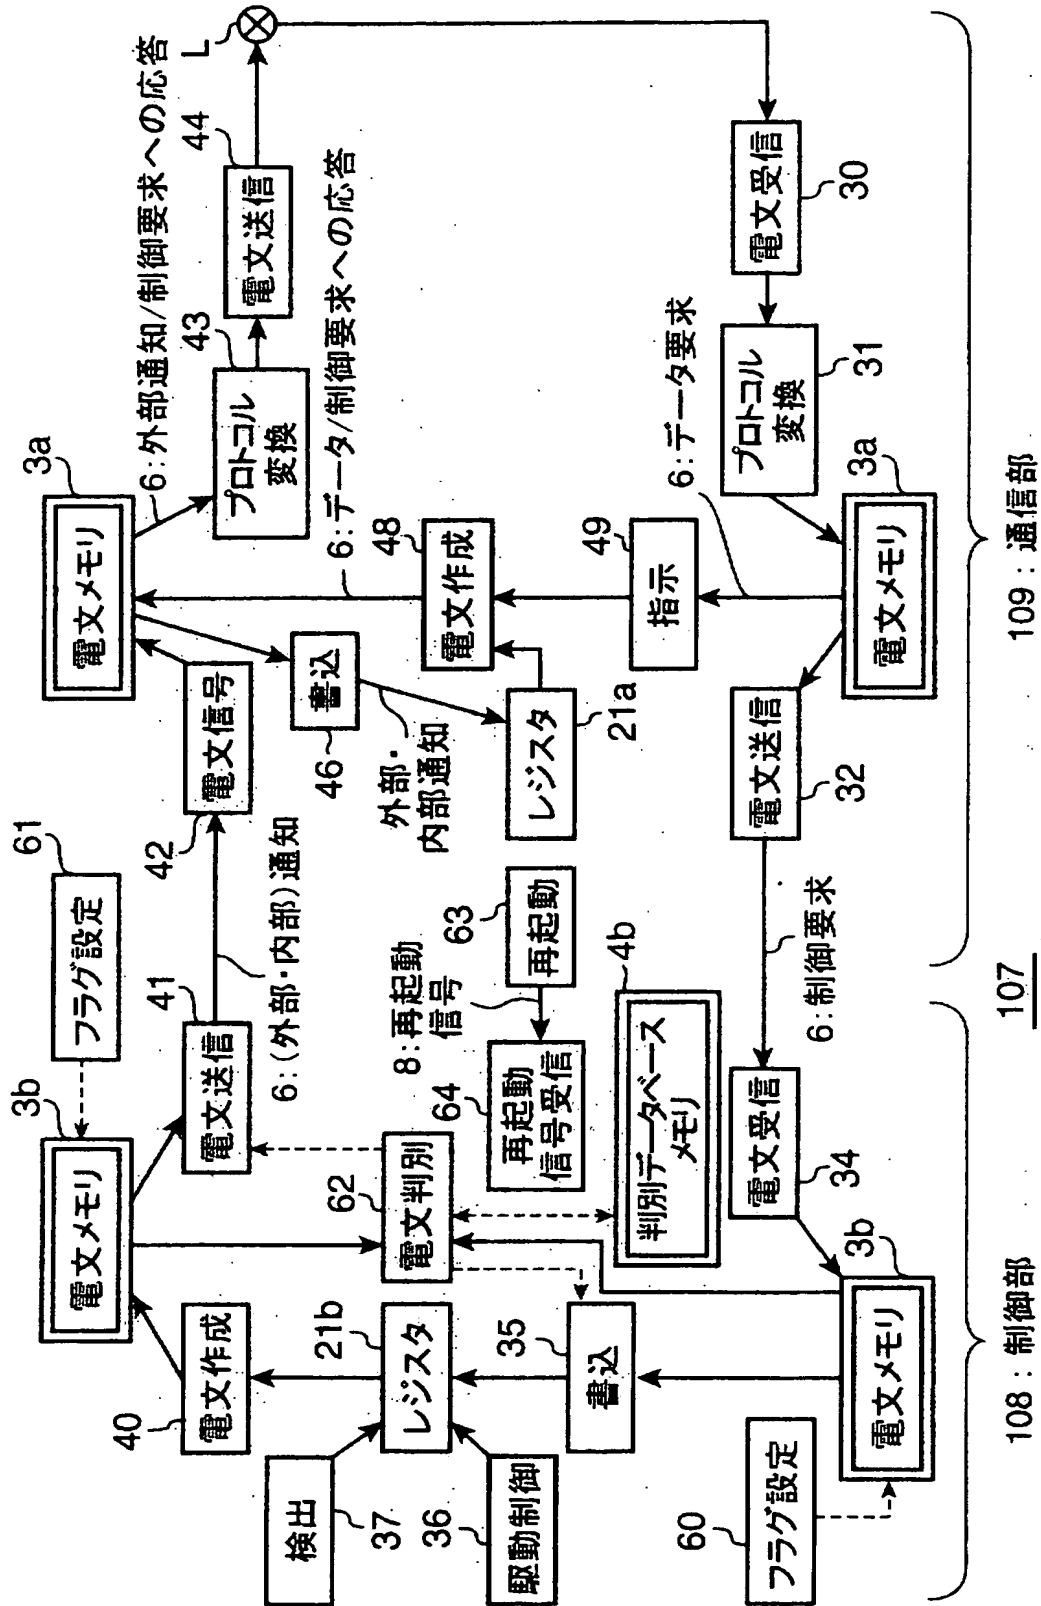 電文メモリ
3b
フラグ設定
61
電文作成
40
電文送信
41
6:(外部・内部)通知
電文信号
42
電文メモリ
3a
6:外部通知/制御要求への応答
プロトコル
変換
43
電文送信
44
L
6:データ/制御要求への応答
書込
46
外部・
内部通知
レジスタ
21a
電文作成
48
指示
49
6:データ要求
電文受信
30
プロトコル
変換
31
電文メモリ
3a
電文送信
32
6:制御要求
電文受信
34
電文メモリ
3b
フラグ設定
60
書込
35
レジスタ
21b
検出
37
駆動制御
36
電文判別
62
判別データベース
メモリ
4b
再起動
63
8:再起動
信号
再起動
信号受信
64
108:制御部
109:通信部
107